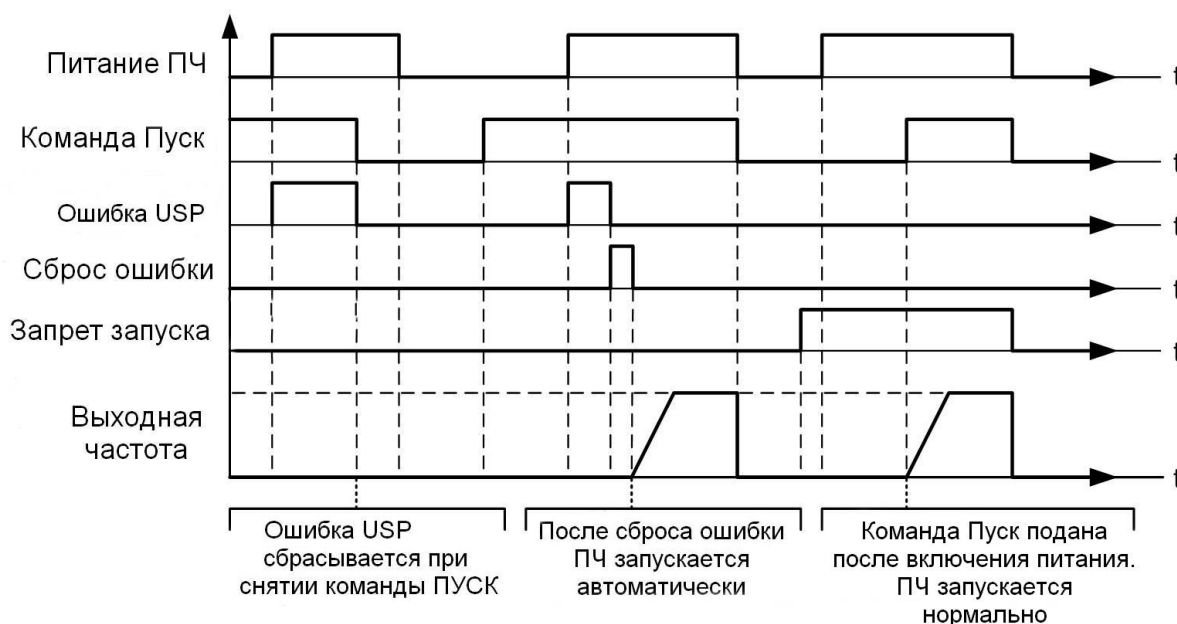 Питание ПЧ
t
Команда Пуск
t
Ошибка USP
t
Сброс ошибки
t
Запрет запуска
t
Выходная
частота
t
Ошибка USP
сбрасывается при
снятии команды ПУСК
После сброса ошибки
ПЧ запускается
автоматически
Команда Пуск подана
после включения питания.
ПЧ запускается
нормально